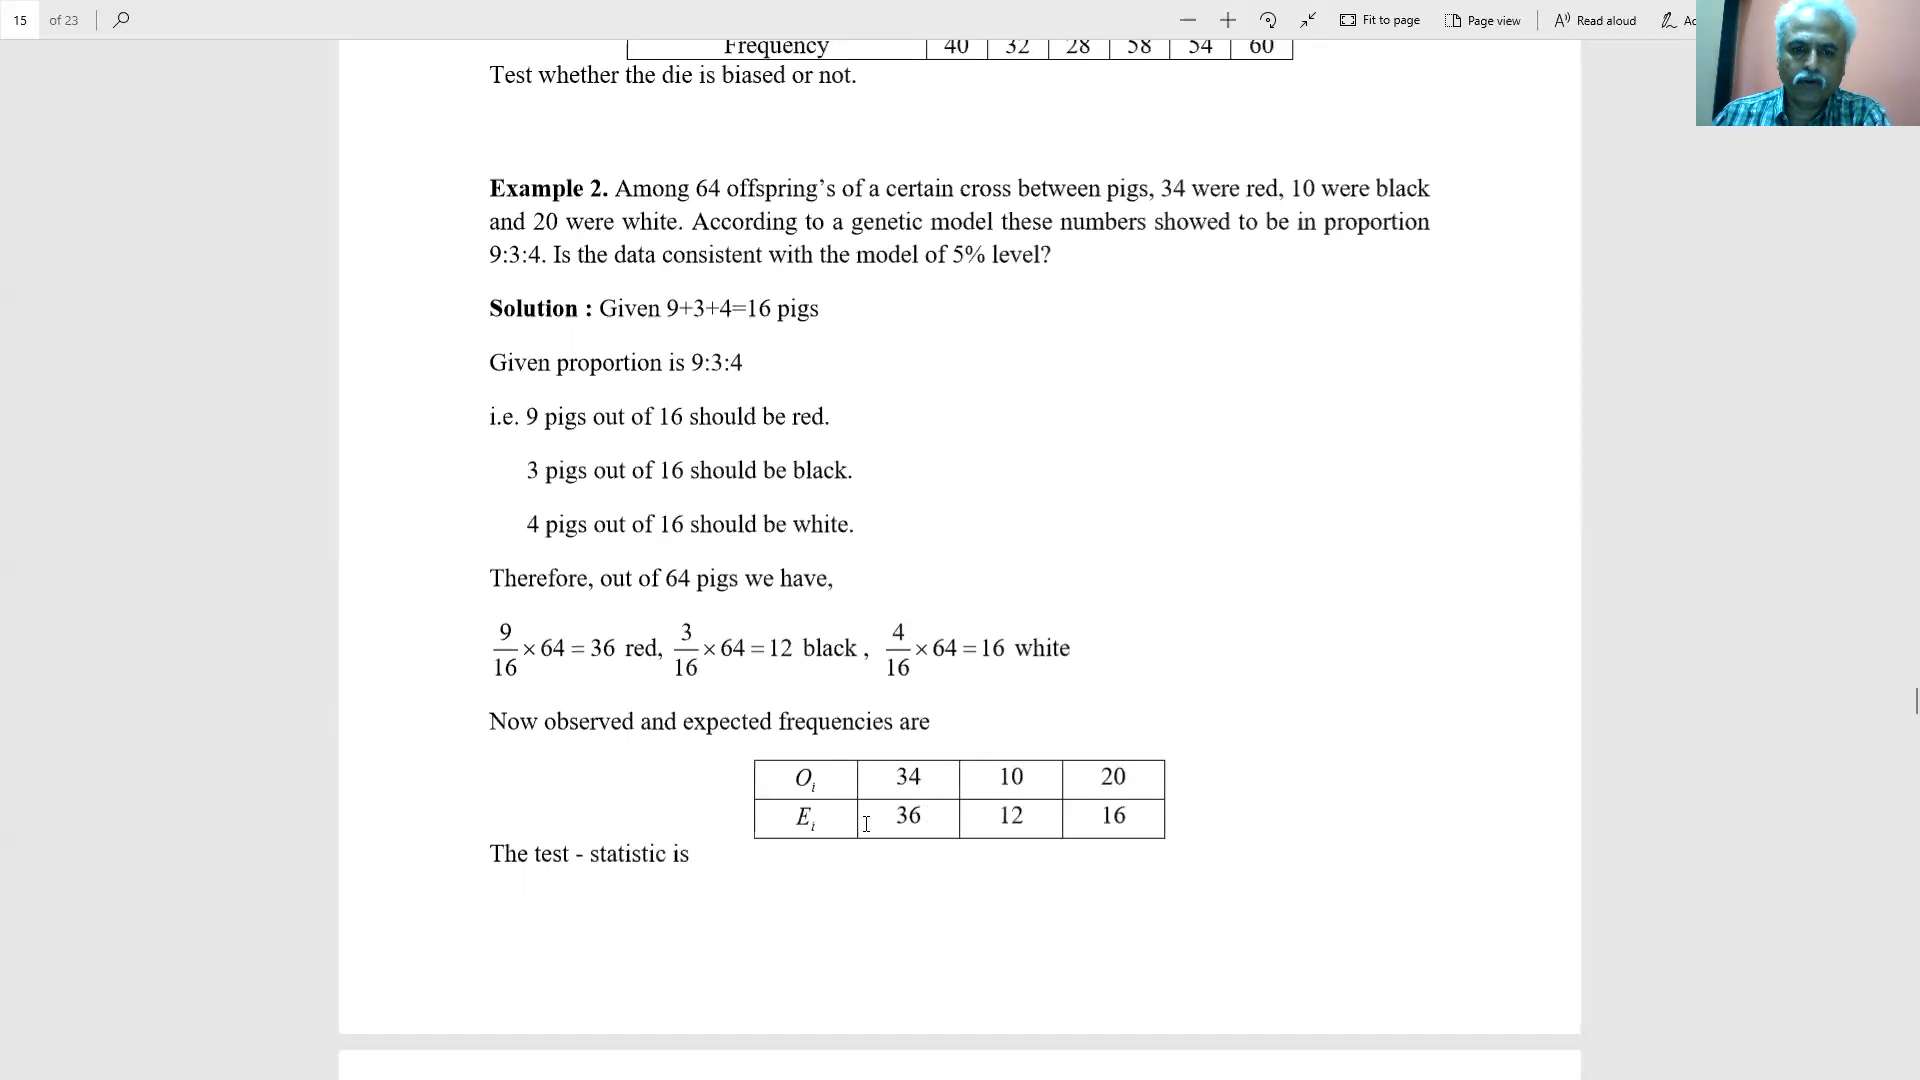 15 of 23 Fit to page Page view Read aloud
Frequency 40 32 28 58 54 60
Test whether the die is biased or not.
Example 2. Among 64 offspring’s of a certain cross between pigs, 34 were red, 10 were black
and 20 were white. According to a genetic model these numbers showed to be in proportion
9:3:4. Is the data consistent with the model of 5% level?
Solution : Given 9+3+4=16 pigs
Given proportion is 9:3:4
i.e. 9 pigs out of 16 should be red.
3 pigs out of 16 should be black.
4 pigs out of 16 should be white.
Therefore, out of 64 pigs we have,
9/16 × 64 = 36 red, 3/16 × 64 = 12 black , 4/16 × 64 = 16 white
Now observed and expected frequencies are
O_i 34 10 20
E_i 36 12 16
The test - statistic is